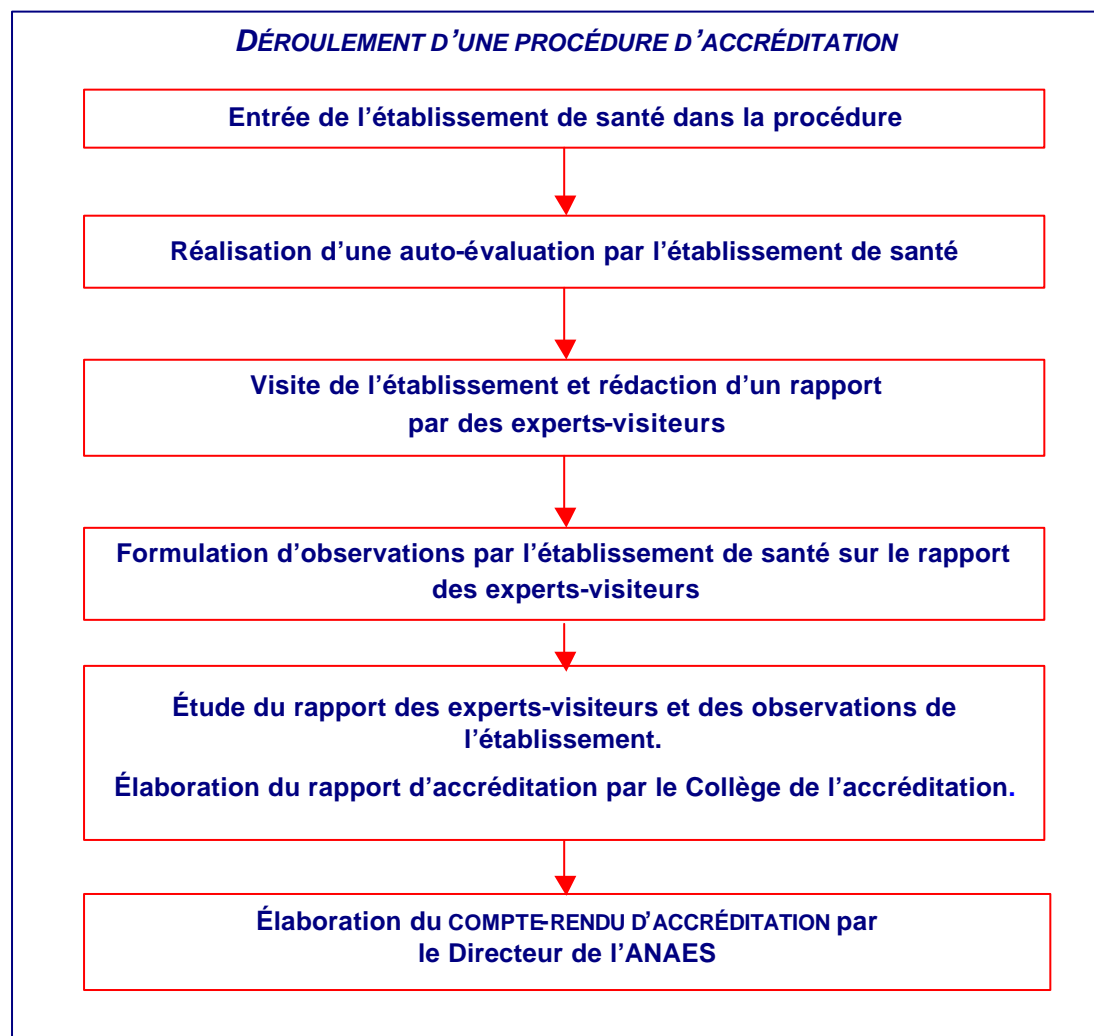 DÉROULEMENT D’UNE PROCÉDURE D’ACCRÉDITATION
Entrée de l’établissement de santé dans la procédure
Réalisation d’une auto-évaluation par l’établissement de santé
Visite de l’établissement et rédaction d’un rapport
par des experts-visiteurs
Formulation d’observations par l’établissement de santé sur le rapport
des experts-visiteurs
Étude du rapport des experts-visiteurs et des observations de
l’établissement.
Élaboration du rapport d’accréditation par le Collège de l’accréditation.
Élaboration du COMPTE-RENDU D’ACCRÉDITATION par
le Directeur de l’ANAES